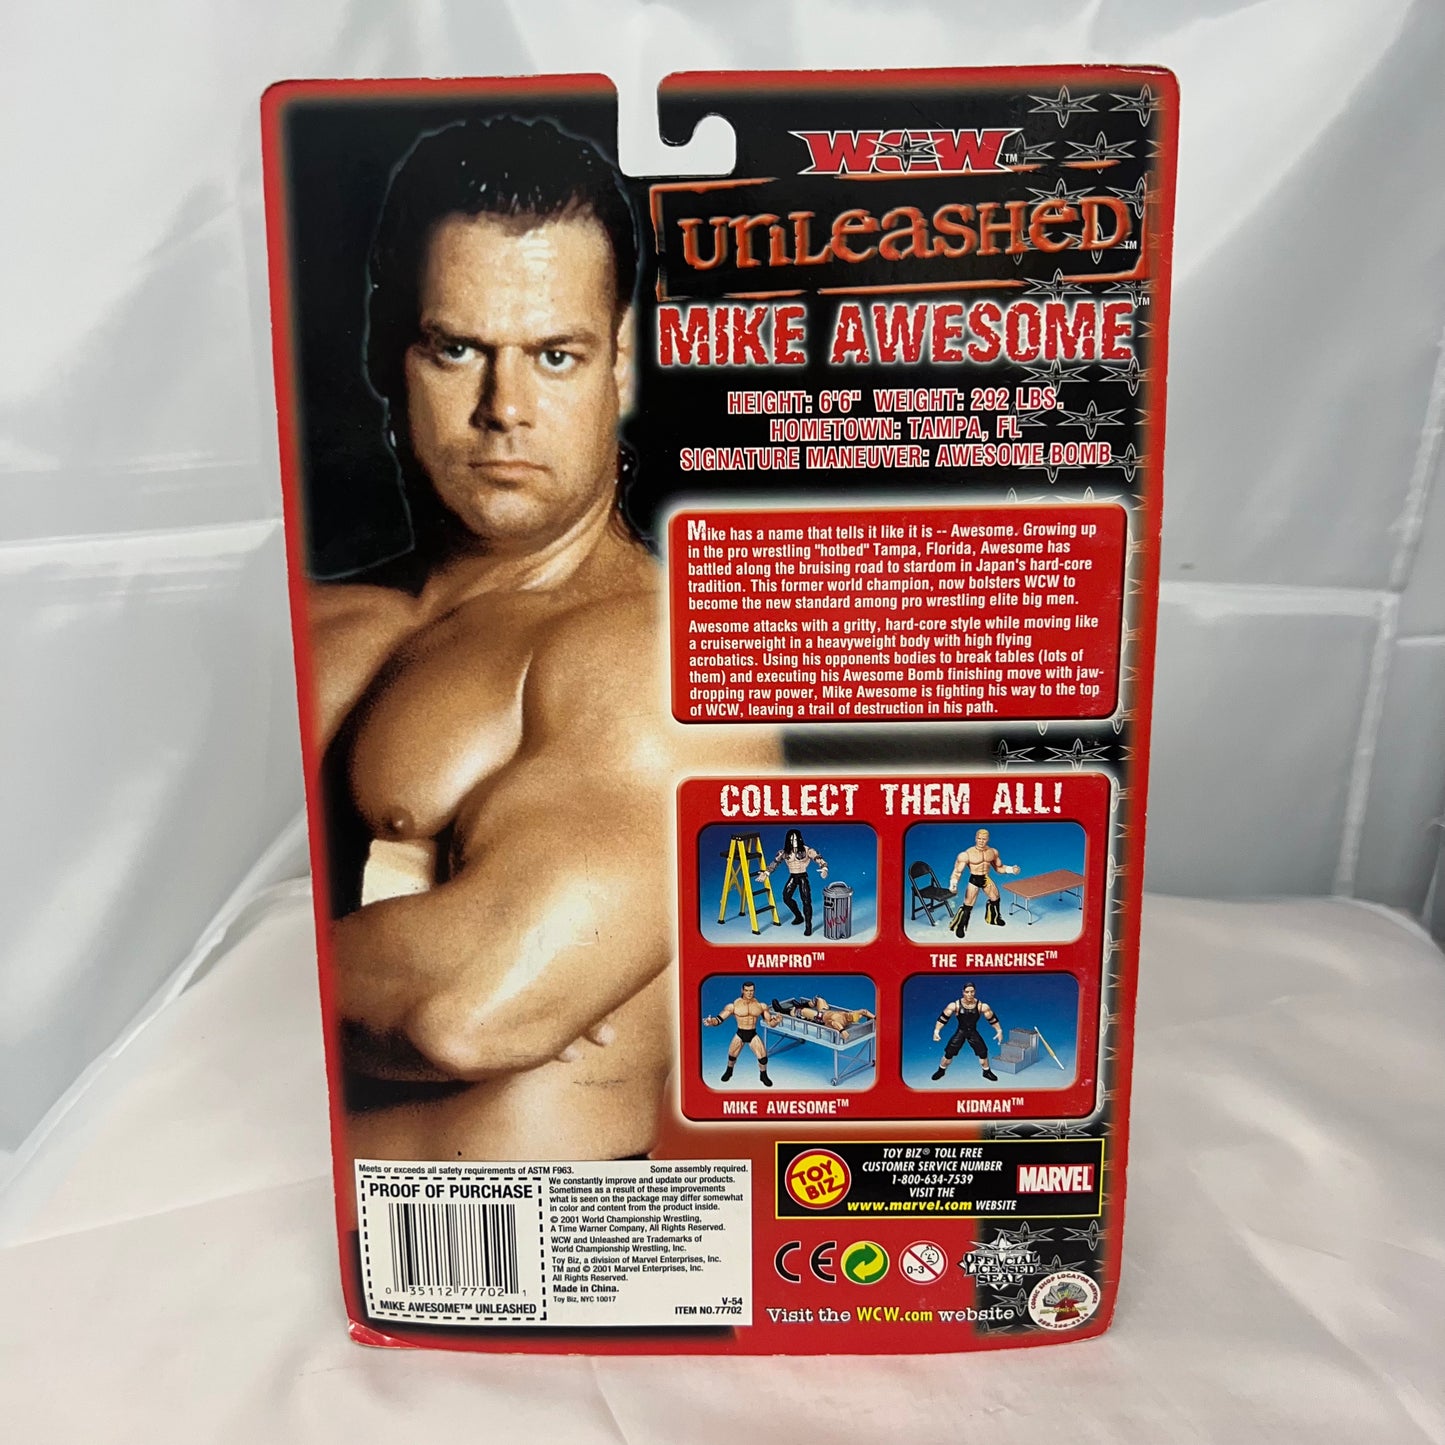 WCW™
UNLEASHED™
MIKE AWESOME™
HEIGHT: 6'6" WEIGHT: 292 LBS.
HOMETOWN: TAMPA, FL
SIGNATURE MANEUVER: AWESOME BOMB
Mike has a name that tells it like it is -- Awesome. Growing up
in the pro wrestling "hotbed" Tampa, Florida, Awesome has
battled along the bruising road to stardom in Japan's hard-core
tradition. This former world champion, now bolsters WCW to
become the new standard among pro wrestling elite big men.
Awesome attacks with a gritty, hard-core style while moving like
a cruiserweight in a heavyweight body with high flying
acrobatics. Using his opponents bodies to break tables (lots of
them) and executing his Awesome Bomb finishing move with jaw-
dropping raw power, Mike Awesome is fighting his way to the top
of WCW, leaving a trail of destruction in his path.
COLLECT THEM ALL!
WCW
VAMPIRO™
THE FRANCHISE™
MIKE AWESOME™
KIDMAN™
TOY BIZ
TOY BIZ® TOLL FREE
CUSTOMER SERVICE NUMBER
1-800-634-7539
VISIT THE
www.marvel.com WEBSITE
MARVEL
CE
0-3
OFFICIAL
LICENSED
SEAL
Visit the WCW.com website
COMIC SHOP LOCATOR SERVICE
Meets or exceeds all safety requirements of ASTM F963.
Some assembly required.
PROOF OF PURCHASE
0 35112 77702 1
MIKE AWESOME™ UNLEASHED
We constantly improve and update our products.
Sometimes as a result of these improvements
what is seen on the package may differ somewhat
in color and content from the product inside.
© 2001 World Championship Wrestling,
A Time Warner Company, All Rights Reserved.
WCW and Unleashed are Trademarks of
World Championship Wrestling, Inc.
Toy Biz, a division of Marvel Enterprises, Inc.
TM and © 2001 Marvel Enterprises, Inc.
All Rights Reserved.
Made in China.
Toy Biz, NYC 10017
V-54
ITEM NO.77702